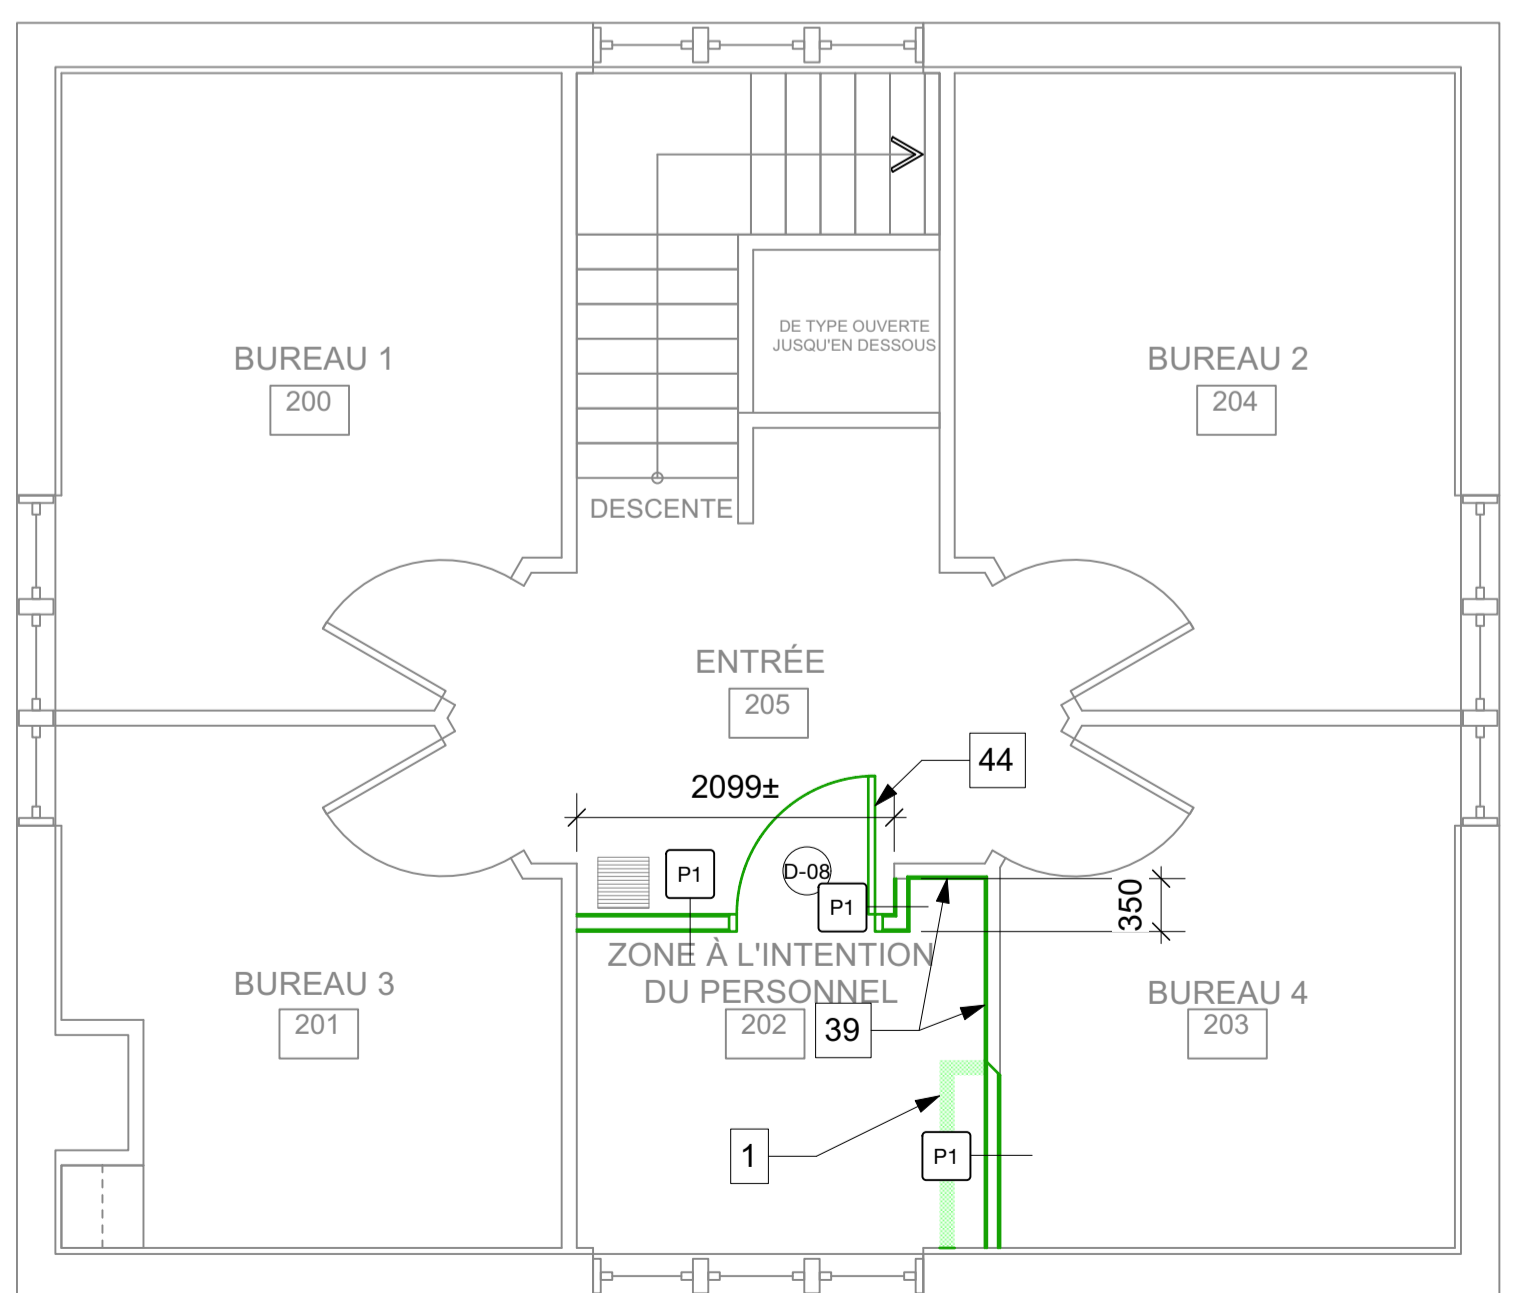 DE TYPE OUVERTE
JUSQU'EN DESSOUS
BUREAU 1
200
BUREAU 2
204
DESCENTE
ENTRÉE
205
44
2099±
P1
D-08
P1
350
ZONE À L'INTENTION
DU PERSONNEL
202
39
BUREAU 3
201
BUREAU 4
203
1
P1